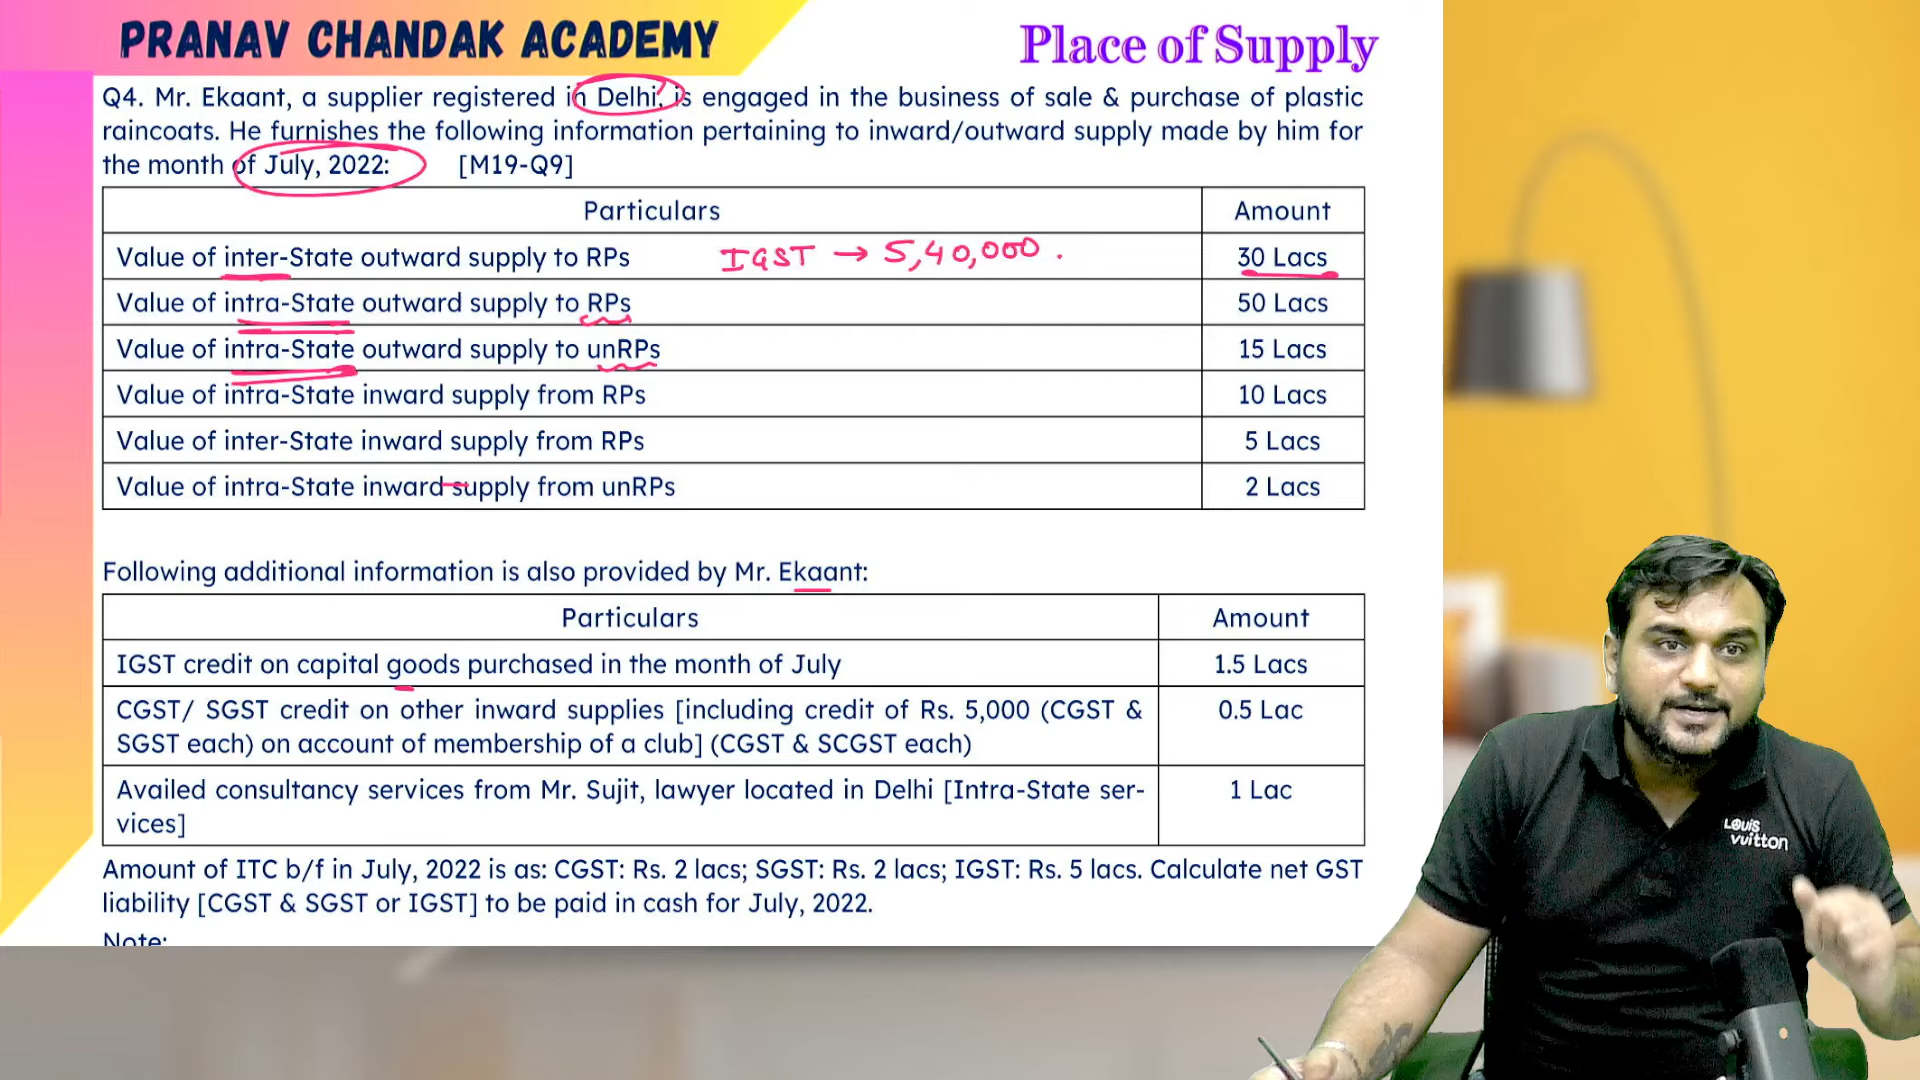 PRANAV CHANDAK ACADEMY
Place of Supply
Q4. Mr. Ekaant, a supplier registered in Delhi, is engaged in the business of sale & purchase of plastic
raincoats. He furnishes the following information pertaining to inward/outward supply made by him for
the month of July, 2022: [M19-Q9]
Particulars Amount
Value of inter-State outward supply to RPs IGST → 5,40,000. 30 Lacs
Value of intra-State outward supply to RPs 50 Lacs
Value of intra-State outward supply to unRPs 15 Lacs
Value of intra-State inward supply from RPs 10 Lacs
Value of inter-State inward supply from RPs 5 Lacs
Value of intra-State inward supply from unRPs 2 Lacs
Following additional information is also provided by Mr. Ekaant:
Particulars Amount
IGST credit on capital goods purchased in the month of July 1.5 Lacs
CGST/ SGST credit on other inward supplies [including credit of Rs. 5,000 (CGST & 0.5 Lac
SGST each) on account of membership of a club] (CGST & SCGST each)
Availed consultancy services from Mr. Sujit, lawyer located in Delhi [Intra-State ser- 1 Lac
vices]
Amount of ITC b/f in July, 2022 is as: CGST: Rs. 2 lacs; SGST: Rs. 2 lacs; IGST: Rs. 5 lacs. Calculate net GST
liability [CGST & SGST or IGST] to be paid in cash for July, 2022.
Note:
Louis
vuitton